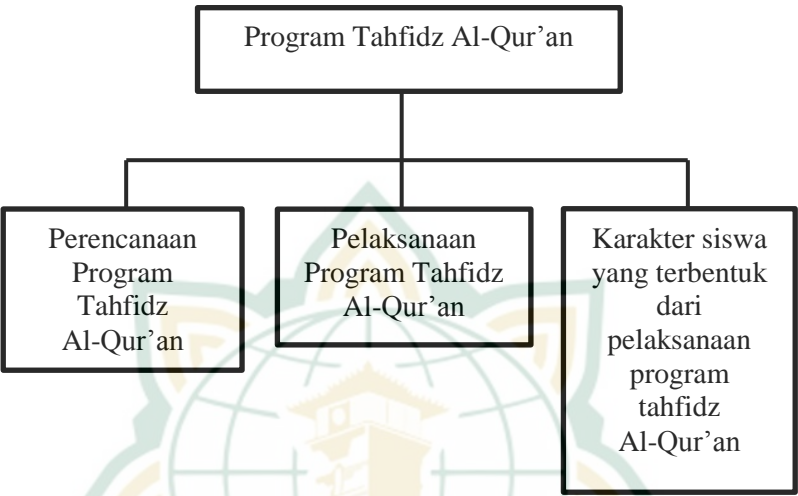 Program Tahfidz Al-Qur’an
Perencanaan
Program
Tahfidz
Al-Qur’an
Pelaksanaan
Program Tahfidz
Al-Qur’an
Karakter siswa
yang terbentuk
dari
pelaksanaan
program
tahfidz
Al-Qur’an